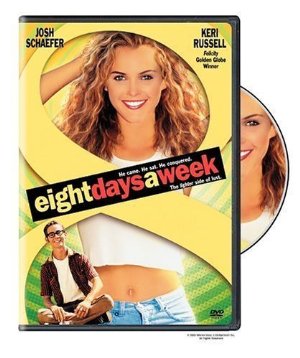 JOSH
SCHAEFER
KERI
RUSSELL
Felicity
Golden Globe
Winner
He came. He sat. He conquered.
eightdaysaweek
The lighter side of lust.
DVD